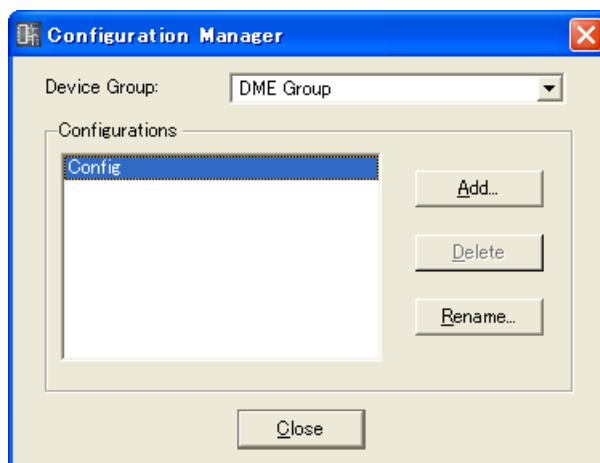 Configuration Manager
Device Group: DME Group
Configurations
Config
Add...
Delete
Rename...
Close